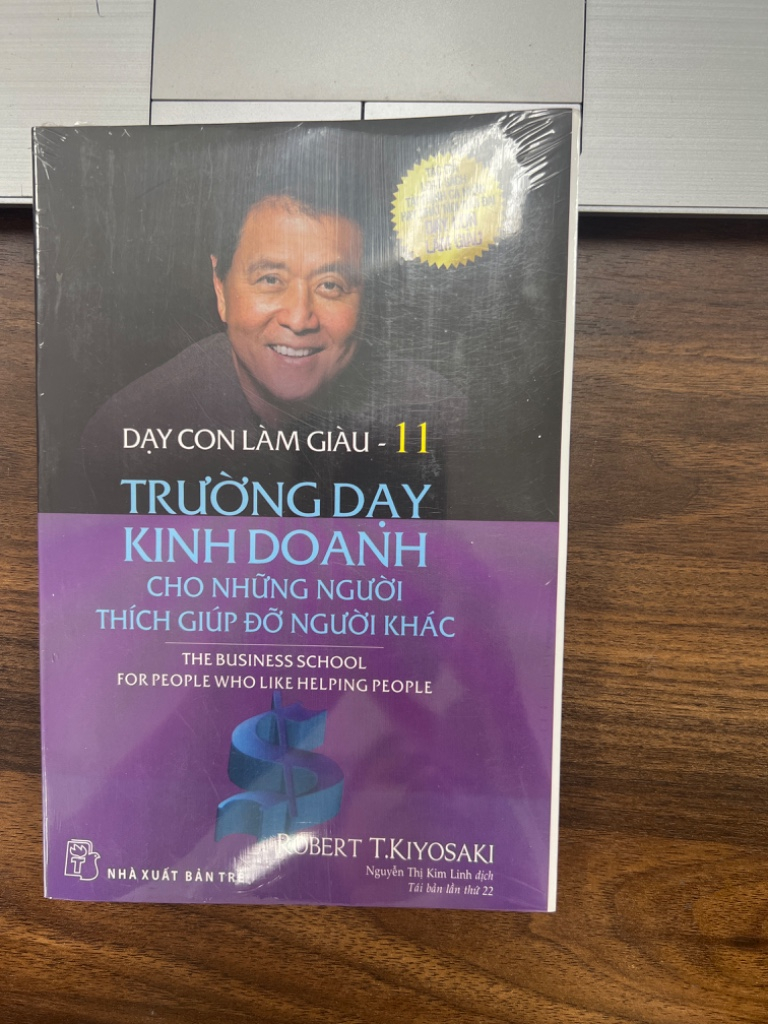 DẠY CON LÀM GIÀU - 11
TRƯỜNG DẠY
KINH DOANH
CHO NHỮNG NGƯỜI
THÍCH GIÚP ĐỠ NGƯỜI KHÁC
THE BUSINESS SCHOOL
FOR PEOPLE WHO LIKE HELPING PEOPLE
ROBERT T.KIYOSAKI
Nguyễn Thị Kim Linh dịch
Tái bản lần thứ 22
NHÀ XUẤT BẢN TRẺ